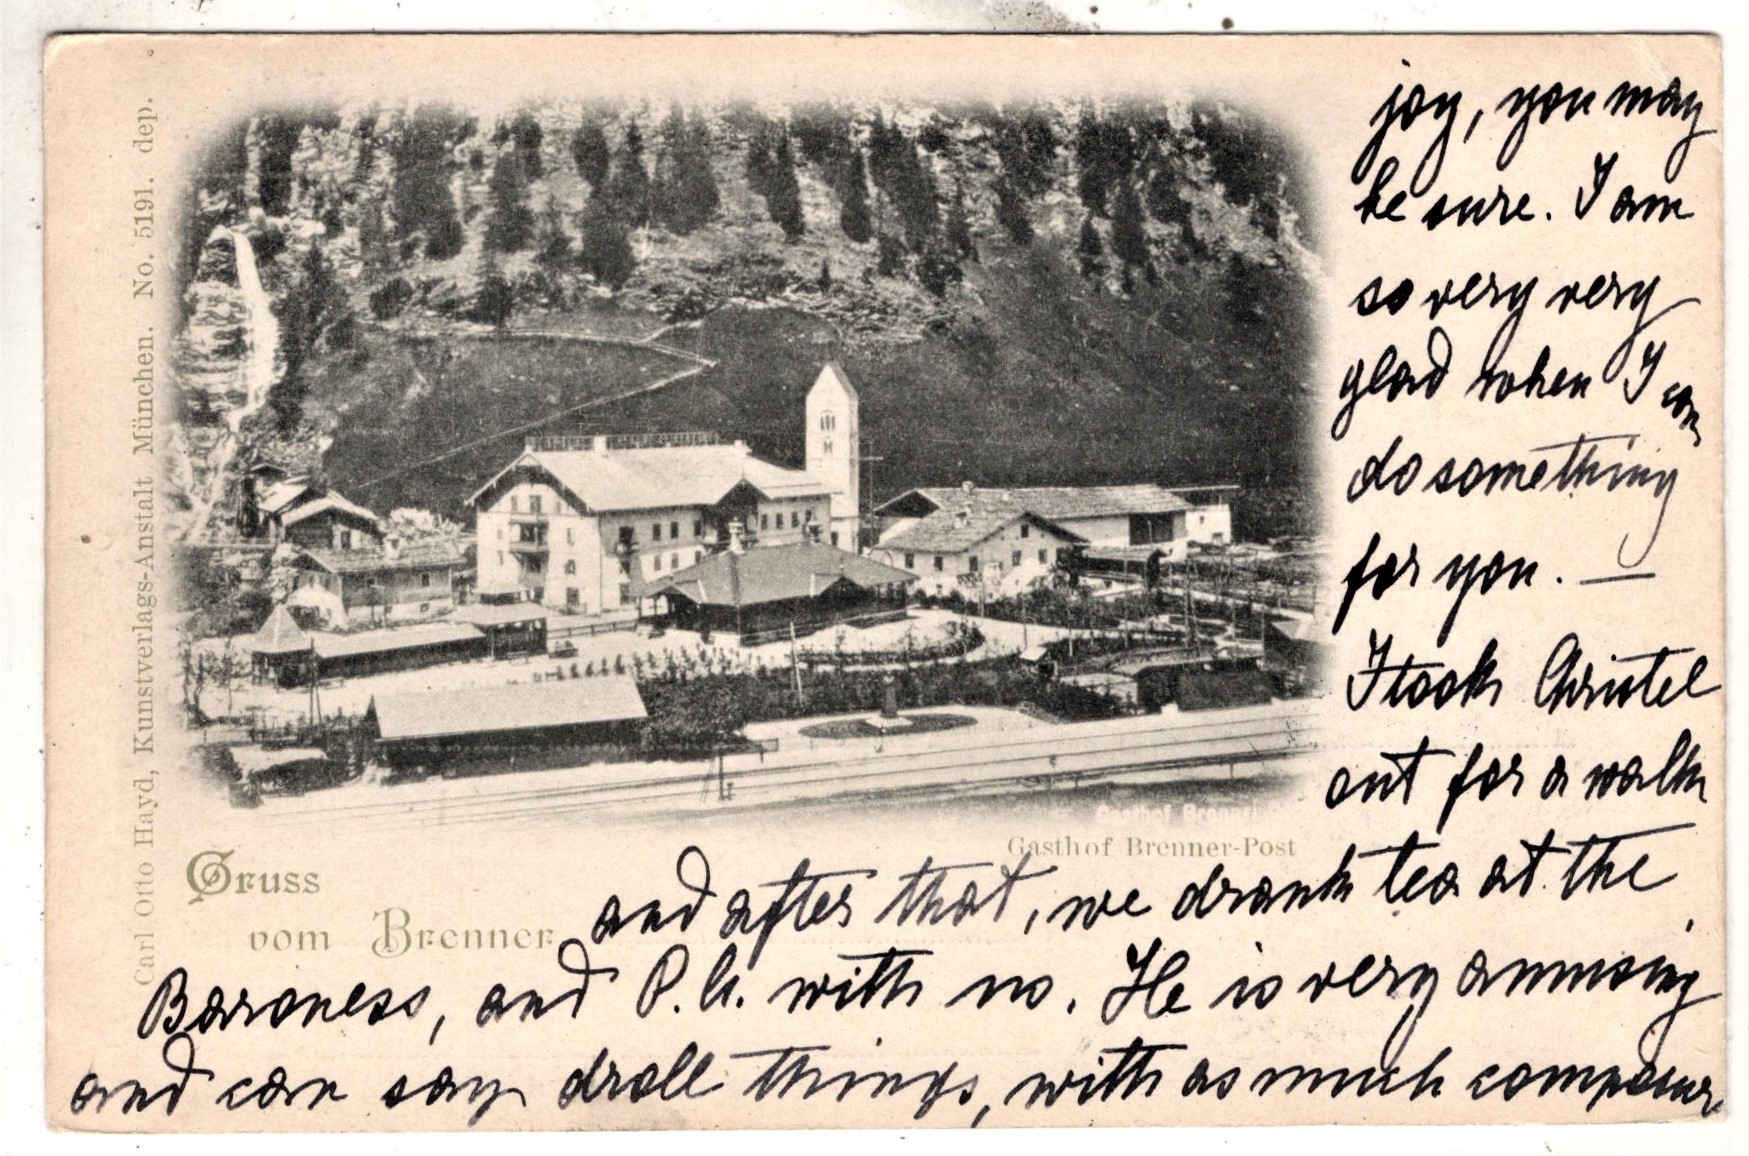 Carl Otto Hayd, Kunstverlags-Anstalt München. No. 5191. dep.
joy, you may
be sure. I am
so very very
glad when I can
do something
for you. —
I took Christel
out for a walk
Gasthof Brenner-Post
Gruss
vom Brenner
and after that, we drank tea at the
Baroness, and P. h. with us. He is very amusing
and can say droll things, with as much composur